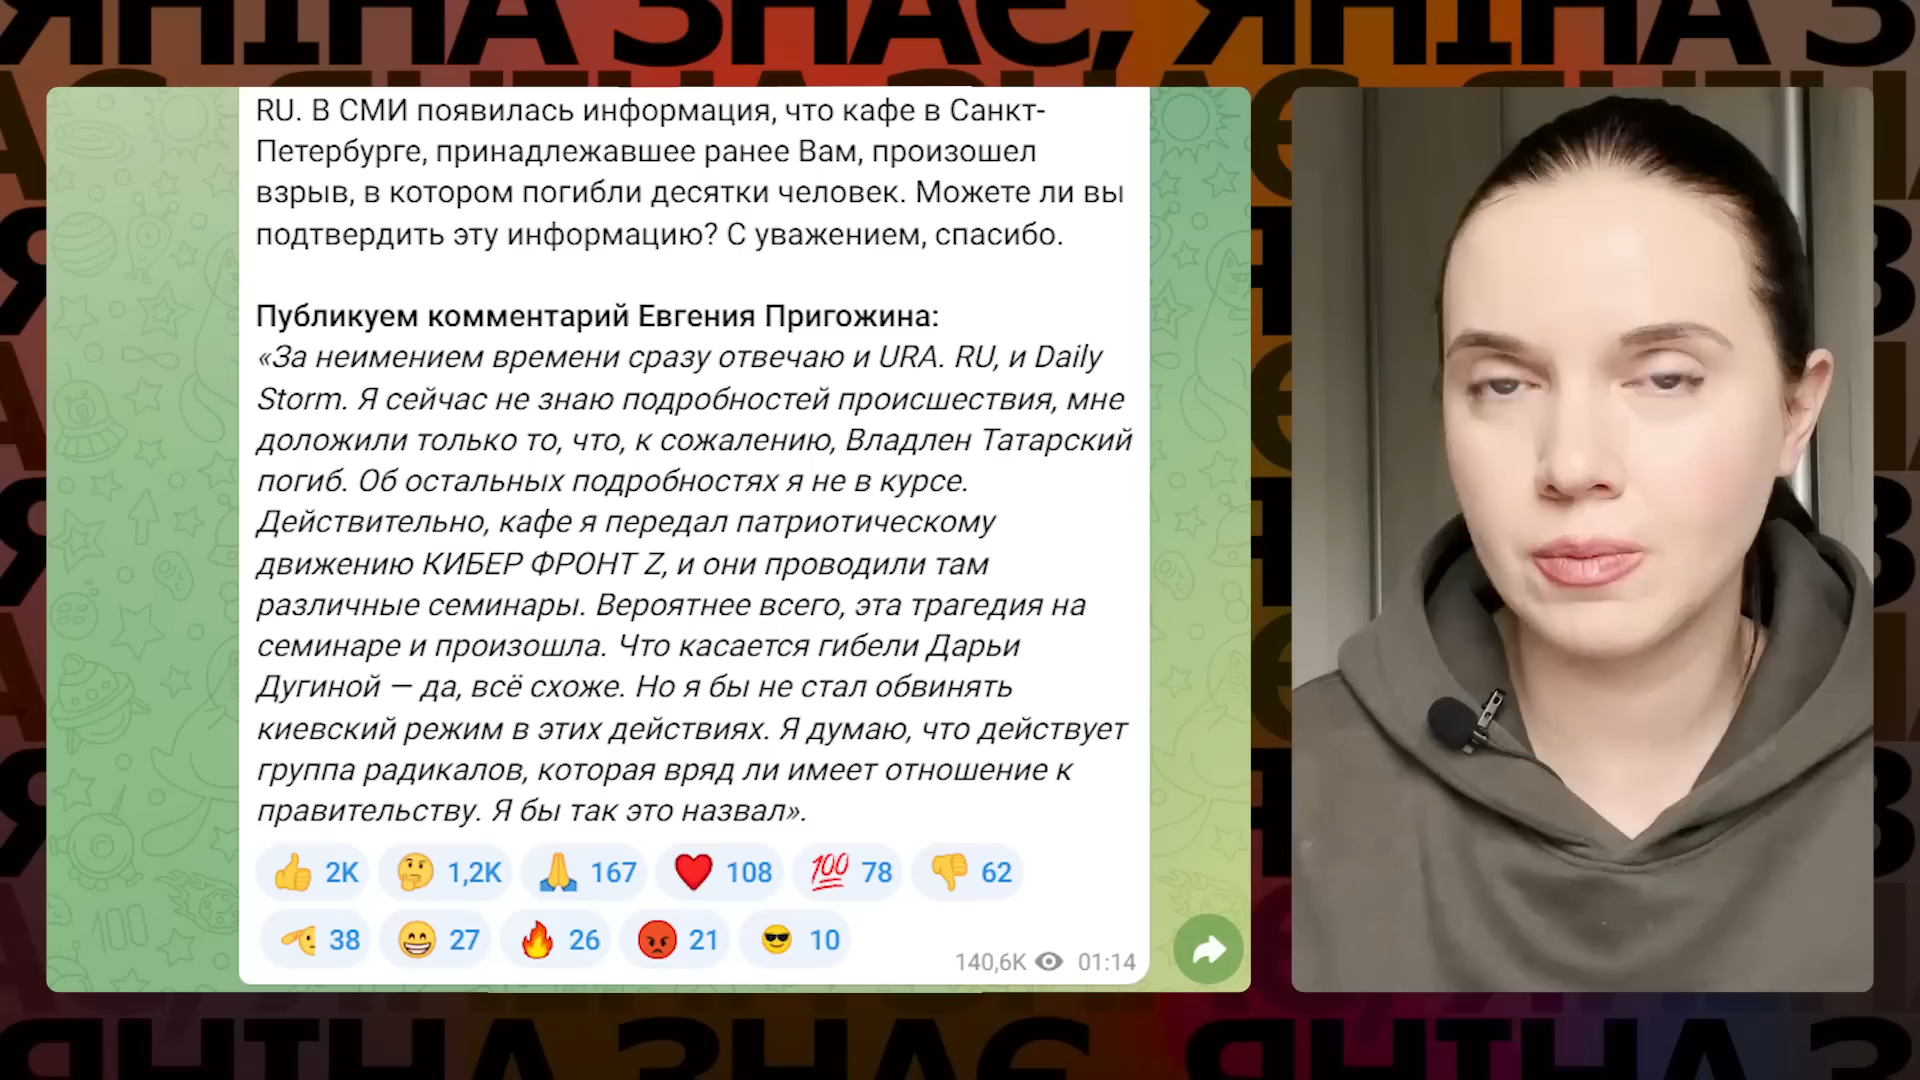 ЯНІНА ЗНАЄ, ЯНІНА З
RU. В СМИ появилась информация, что кафе в Санкт-
Петербурге, принадлежавшее ранее Вам, произошел
взрыв, в котором погибли десятки человек. Можете ли вы
подтвердить эту информацию? С уважением, спасибо.
Публикуем комментарий Евгения Пригожина:
«За неимением времени сразу отвечаю и URA. RU, и Daily
Storm. Я сейчас не знаю подробностей происшествия, мне
доложили только то, что, к сожалению, Владлен Татарский
погиб. Об остальных подробностях я не в курсе.
Действительно, кафе я передал патриотическому
движению КИБЕР ФРОНТ Z, и они проводили там
различные семинары. Вероятнее всего, эта трагедия на
семинаре и произошла. Что касается гибели Дарьи
Дугиной — да, всё схоже. Но я бы не стал обвинять
киевский режим в этих действиях. Я думаю, что действует
группа радикалов, которая вряд ли имеет отношение к
правительству. Я бы так это назвал».
👍 2K 🤔 1,2K 🙏 167 ❤ 108 💯 78 👎 62
38 😁 27 🔥 26 😡 21 😎 10
140,6K 01:14
ЯНІНА ЗНАЄ, ЯНІНА З